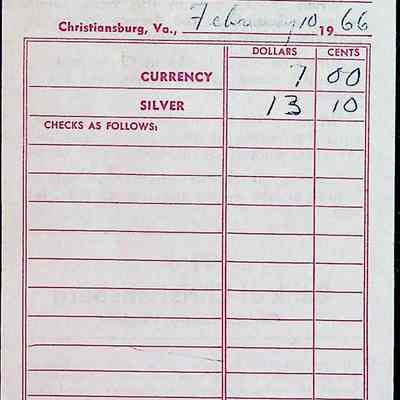 Christiansburg, Va., February 10 1966
DOLLARS CENTS
CURRENCY 7 00
SILVER 13 10
CHECKS AS FOLLOWS: